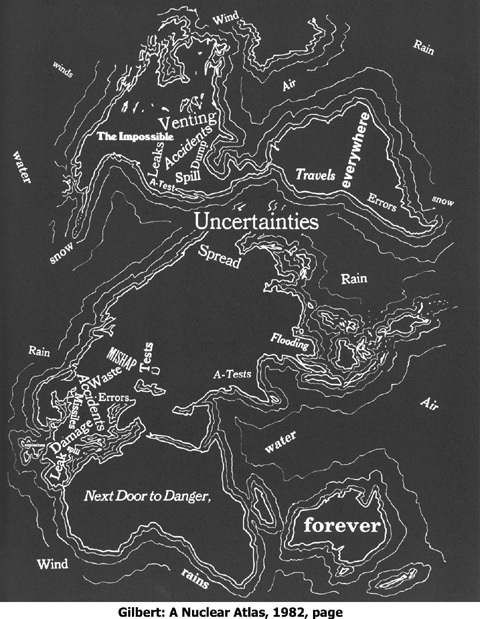 Wind
Rain
winds
Air
Venting
The Impossible
everywhere
Accidents
Leaks
Dump
Spill
A-Test
Travels
water
Errors
snow
Uncertainties
snow
Spread
Rain
Flooding
Rain
MISHAP
Tests
Waste
A-Tests
Accidents
Errors
Missiles
Air
Damage
water
Leak
Next Door to Danger,
forever
Wind
rains
Gilbert: A Nuclear Atlas, 1982, page